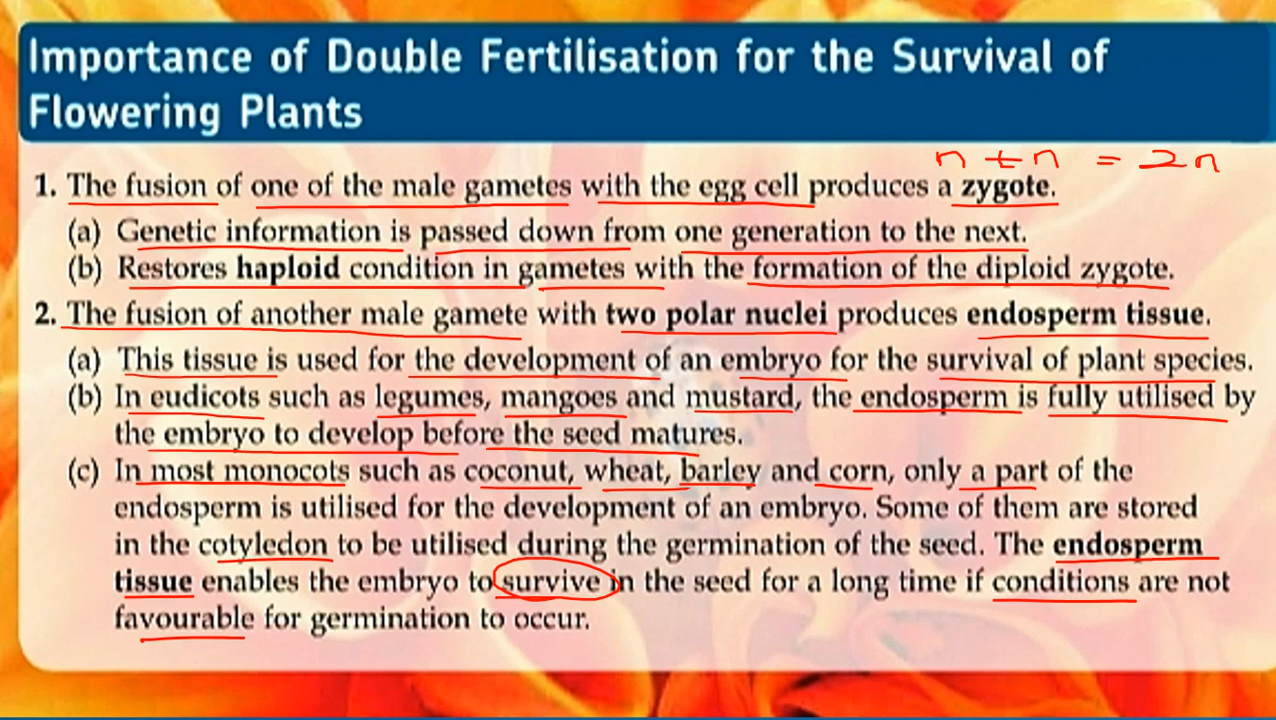 Importance of Double Fertilisation for the Survival of
Flowering Plants
n + n = 2n
1. The fusion of one of the male gametes with the egg cell produces a zygote.
(a) Genetic information is passed down from one generation to the next.
(b) Restores haploid condition in gametes with the formation of the diploid zygote.
2. The fusion of another male gamete with two polar nuclei produces endosperm tissue.
(a) This tissue is used for the development of an embryo for the survival of plant species.
(b) In eudicots such as legumes, mangoes and mustard, the endosperm is fully utilised by
the embryo to develop before the seed matures.
(c) In most monocots such as coconut, wheat, barley and corn, only a part of the
endosperm is utilised for the development of an embryo. Some of them are stored
in the cotyledon to be utilised during the germination of the seed. The endosperm
tissue enables the embryo to survive in the seed for a long time if conditions are not
favourable for germination to occur.